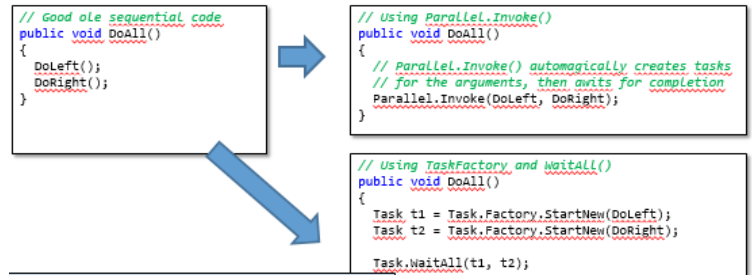 // Good ole sequential code
public void DoAll()
{
DoLeft();
DoRight();
}
// Using Parallel.Invoke()
public void DoAll()
{
// Parallel.Invoke() automagically creates tasks
// for the arguments, then awits for completion
Parallel.Invoke(DoLeft, DoRight);
}
// Using TaskFactory and WaitAll()
public void DoAll()
{
Task t1 = Task.Factory.StartNew(DoLeft);
Task t2 = Task.Factory.StartNew(DoRight);
Task.WaitAll(t1, t2);